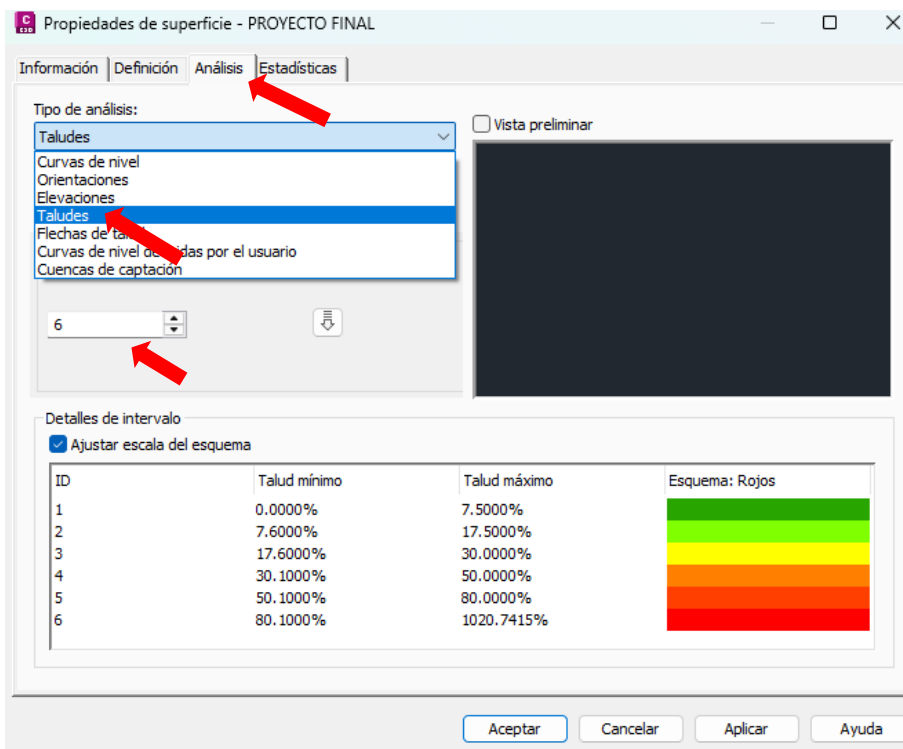 C
C3D
Propiedades de superficie - PROYECTO FINAL
Información Definición Análisis Estadísticas
Tipo de análisis:
Taludes
Vista preliminar
Curvas de nivel
Orientaciones
Elevaciones
Taludes
Flechas de
Curvas de nivel por el usuario
Cuencas de captación
6
Detalles de intervalo
Ajustar escala del esquema
ID Talud mínimo Talud máximo Esquema: Rojos
1 0.0000% 7.5000%
2 7.6000% 17.5000%
3 17.6000% 30.0000%
4 30.1000% 50.0000%
5 50.1000% 80.0000%
6 80.1000% 1020.7415%
Aceptar Cancelar Aplicar Ayuda